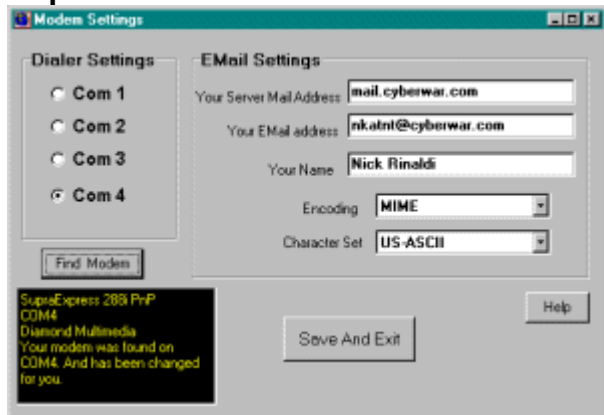 Modem Settings
Dialer Settings
Com 1
Com 2
Com 3
Com 4
Find Modem
EMail Settings
Your Server Mail Address mail.cyberwar.com
Your EMail address nkatnt@cyberwar.com
Your Name Nick Rinaldi
Encoding MIME
Character Set US-ASCII
SupraExpress 288i PnP
COM4
Diamond Multimedia
Your modem was found on
COM4. And has been changed
for you.
Save And Exit
Help